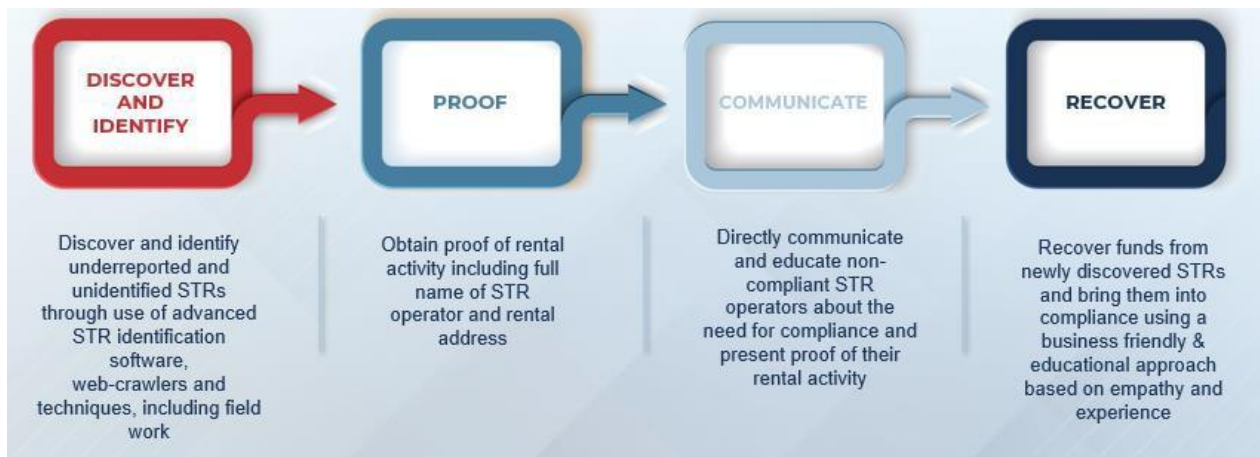 DISCOVER
AND
IDENTIFY
PROOF
COMMUNICATE
RECOVER
Discover and identify
underreported and
unidentified STRs
through use of advanced
STR identification
software,
web-crawlers and
techniques, including field
work
Obtain proof of rental
activity including full
name of STR
operator and rental
address
Directly communicate
and educate non-
compliant STR
operators about the
need for compliance and
present proof of their
rental activity
Recover funds from
newly discovered STRs
and bring them into
compliance using a
business friendly &
educational approach
based on empathy and
experience